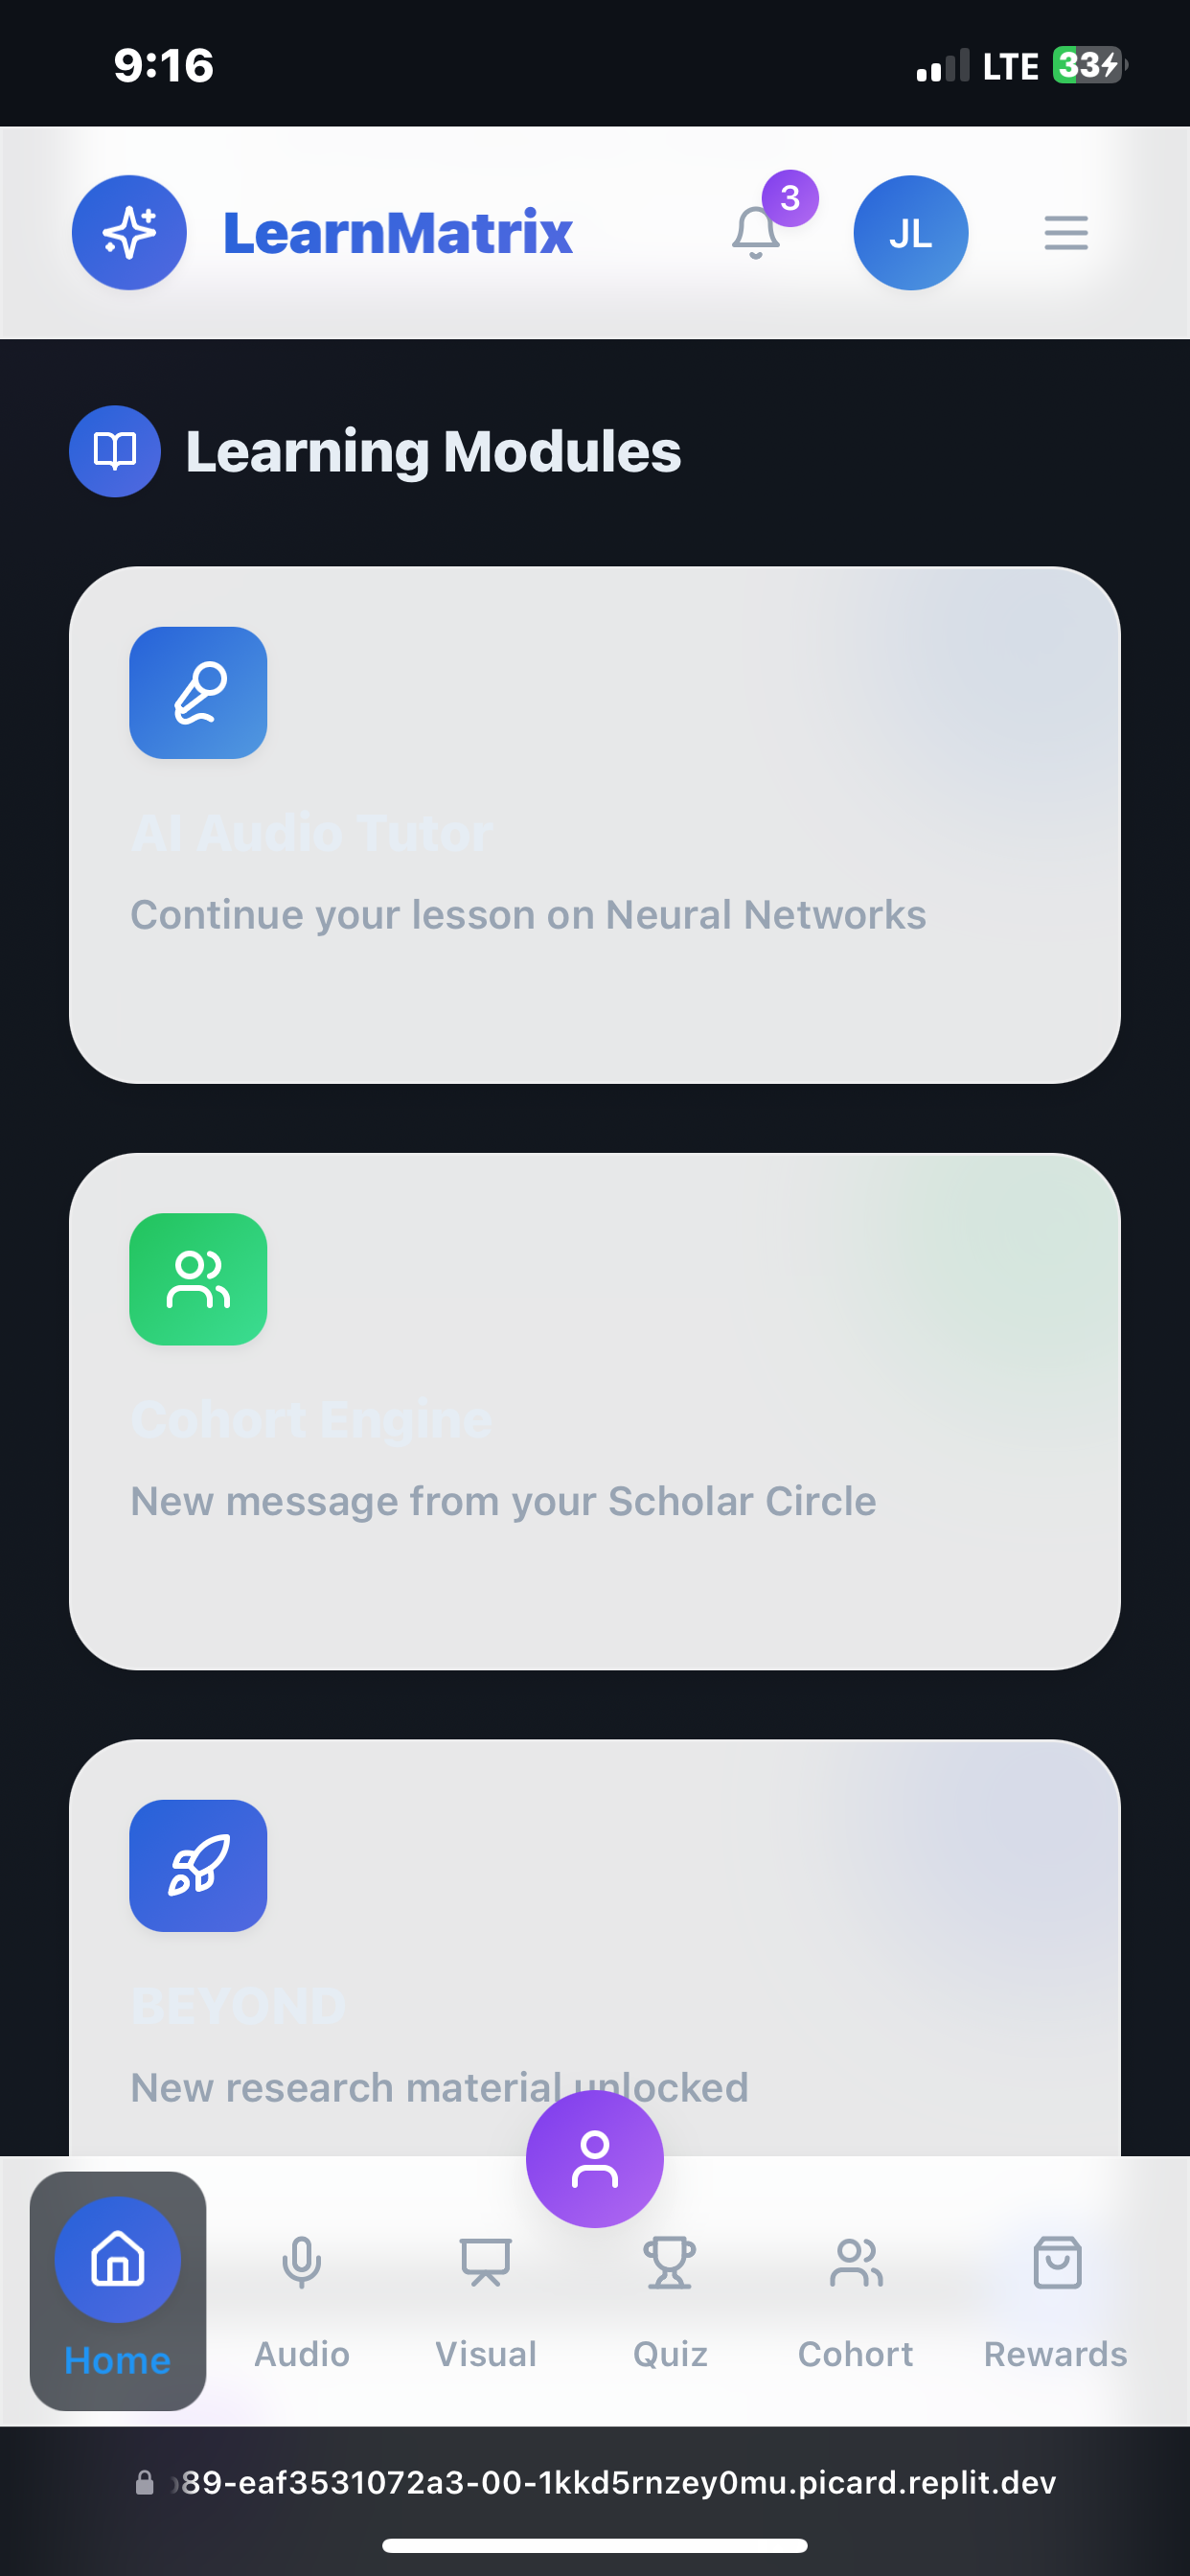 9:16
LTE 33
LearnMatrix
3
JL
Learning Modules
AI Audio Tutor
Continue your lesson on Neural Networks
Cohort Engine
New message from your Scholar Circle
BEYOND
New research material unlocked
Home
Audio
Visual
Quiz
Cohort
Rewards
89-eaf3531072a3-00-1kkd5rnzey0mu.picard.replit.dev